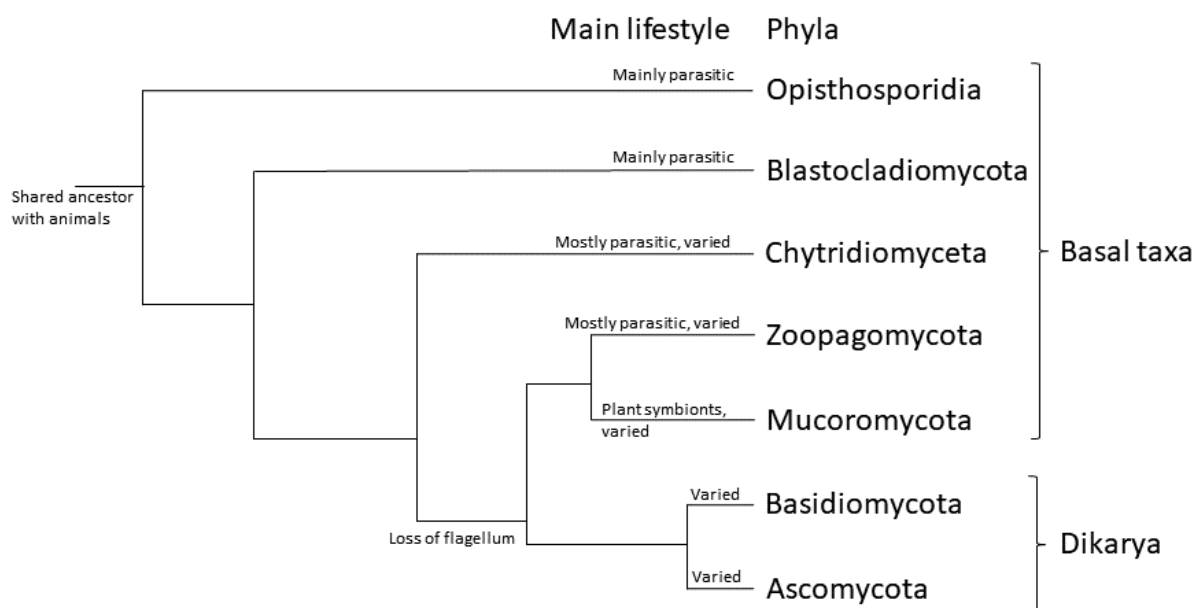 Main lifestyle Phyla
Mainly parasitic
Opisthosporidia
Mainly parasitic
Blastocladiomycota
Shared ancestor
with animals
Mostly parasitic, varied
Chytridiomyceta
Basal taxa
Mostly parasitic, varied
Zoopagomycota
Plant symbionts,
varied
Mucoromycota
Varied
Basidiomycota
Loss of flagellum
Dikarya
Varied
Ascomycota